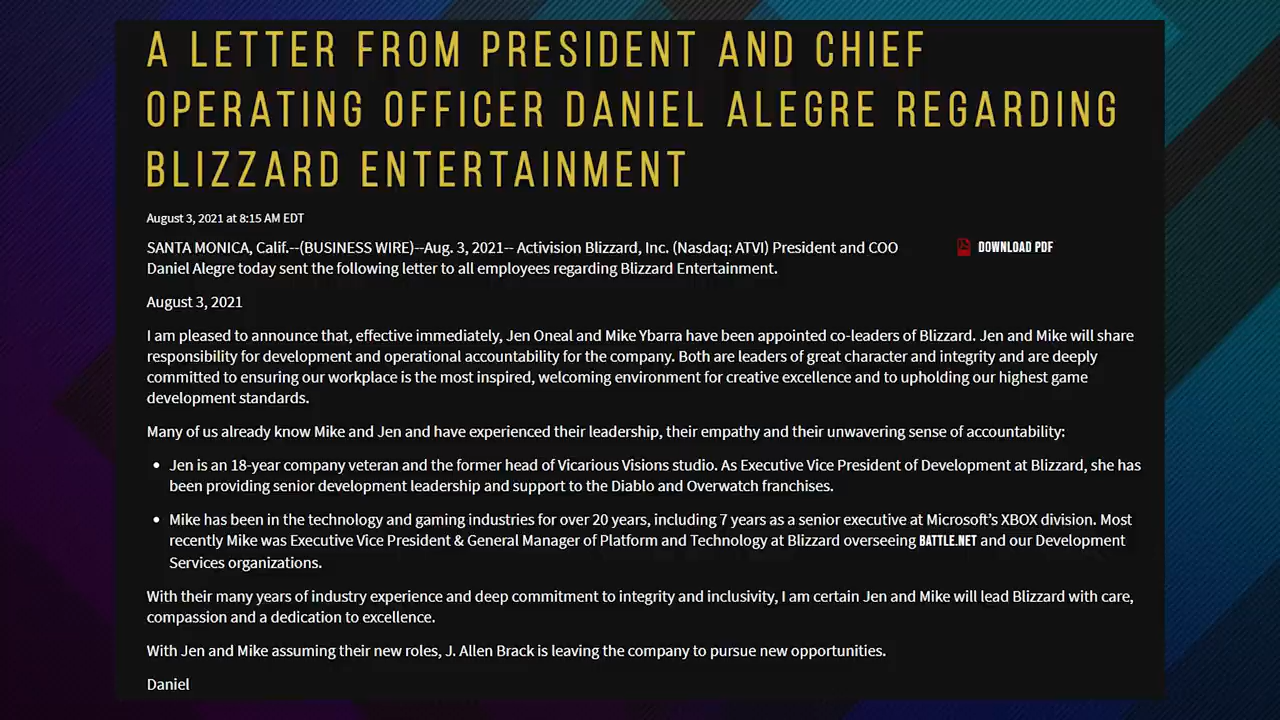 A LETTER FROM PRESIDENT AND CHIEF
OPERATING OFFICER DANIEL ALEGRE REGARDING
BLIZZARD ENTERTAINMENT
August 3, 2021 at 8:15 AM EDT
SANTA MONICA, Calif.--(BUSINESS WIRE)--Aug. 3, 2021-- Activision Blizzard, Inc. (Nasdaq: ATVI) President and COO
Daniel Alegre today sent the following letter to all employees regarding Blizzard Entertainment.
DOWNLOAD PDF
August 3, 2021
I am pleased to announce that, effective immediately, Jen Oneal and Mike Ybarra have been appointed co-leaders of Blizzard. Jen and Mike will share
responsibility for development and operational accountability for the company. Both are leaders of great character and integrity and are deeply
committed to ensuring our workplace is the most inspired, welcoming environment for creative excellence and to upholding our highest game
development standards.
Many of us already know Mike and Jen and have experienced their leadership, their empathy and their unwavering sense of accountability:
• Jen is an 18-year company veteran and the former head of Vicarious Visions studio. As Executive Vice President of Development at Blizzard, she has
been providing senior development leadership and support to the Diablo and Overwatch franchises.
• Mike has been in the technology and gaming industries for over 20 years, including 7 years as a senior executive at Microsoft's XBOX division. Most
recently Mike was Executive Vice President & General Manager of Platform and Technology at Blizzard overseeing BATTLE.NET and our Development
Services organizations.
With their many years of industry experience and deep commitment to integrity and inclusivity, I am certain Jen and Mike will lead Blizzard with care,
compassion and a dedication to excellence.
With Jen and Mike assuming their new roles, J. Allen Brack is leaving the company to pursue new opportunities.
Daniel